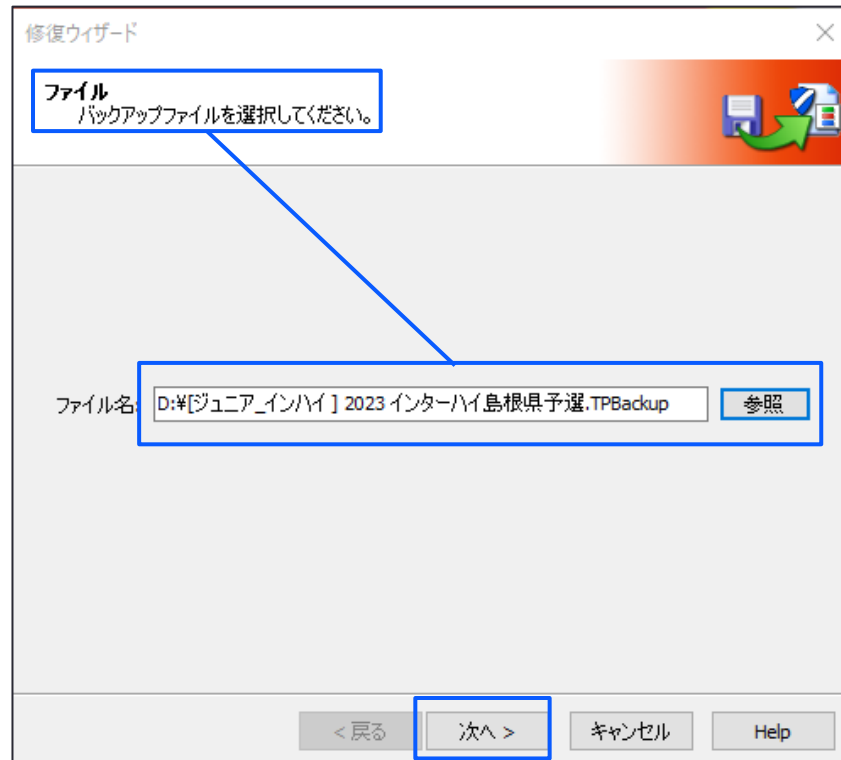 修復ウィザード
ファイル
バックアップファイルを選択してください。
ファイル名: D:¥[ジュニア_インハイ ] 2023 インターハイ島根県予選.TPBackup 参照
< 戻る 次へ > キャンセル Help